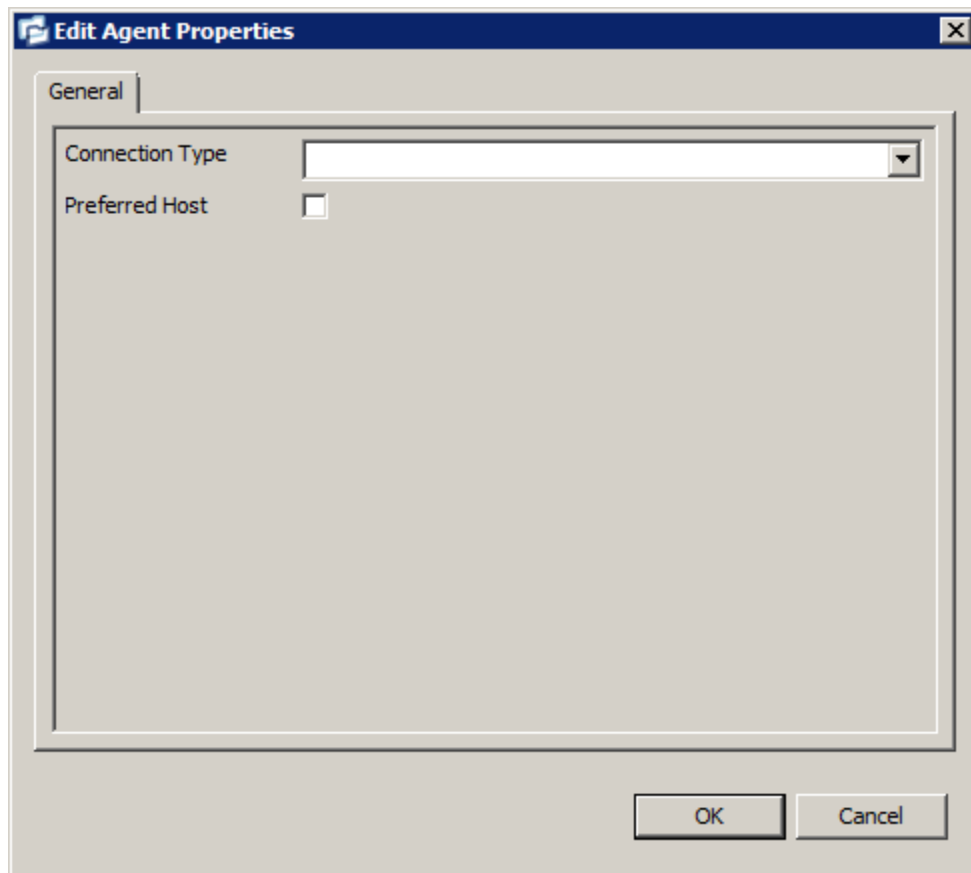 Edit Agent Properties
General
Connection Type
Preferred Host
OK Cancel